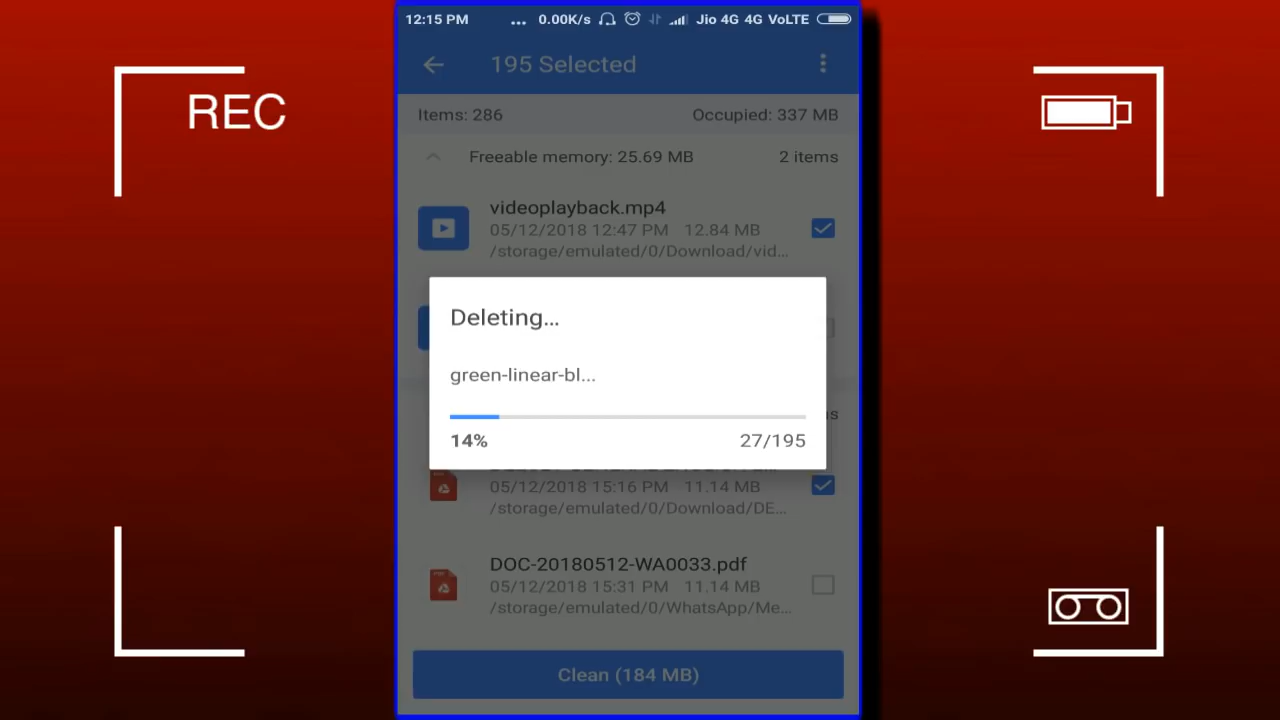 12:15 PM ... 0.00K/s Jio 4G 4G VoLTE
REC
195 Selected
Items: 286 Occupied: 337 MB
Freeable memory: 25.69 MB 2 items
videoplayback.mp4
05/12/2018 12:47 PM 12.84 MB
/storage/emulated/0/Download/vid...
Deleting...
green-linear-bl...
14% 27/195
05/12/2018 15:16 PM 11.14 MB
/storage/emulated/0/Download/DE...
DOC-20180512-WA0033.pdf
05/12/2018 15:31 PM 11.14 MB
/storage/emulated/0/WhatsApp/Me...
Clean (184 MB)